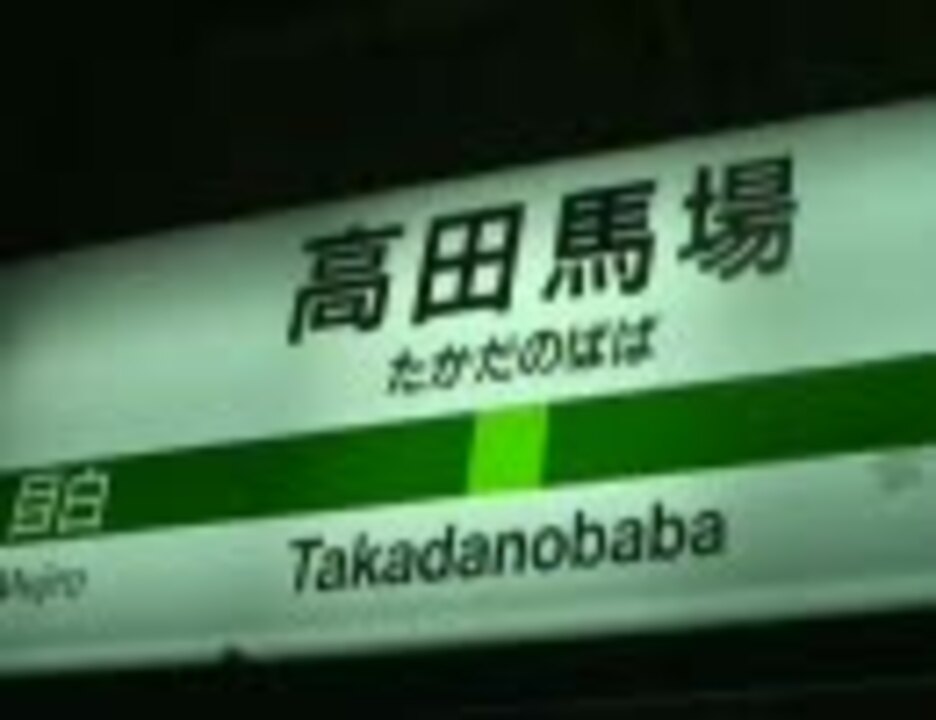 高田馬場
たかだのばば
目白
Takadanobaba
Mejiro